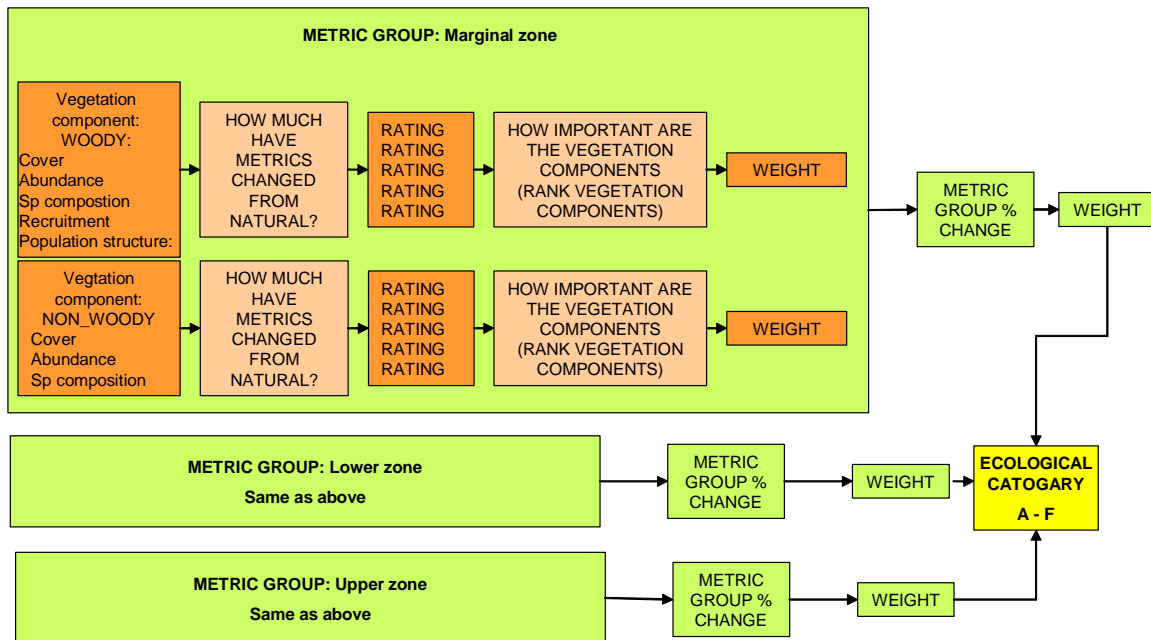 METRIC GROUP: Marginal zone
Vegetation
component:
WOODY:
Cover
Abundance
Sp compostion
Recruitment
Population structure:
HOW MUCH
HAVE
METRICS
CHANGED
FROM
NATURAL?
RATING
RATING
RATING
RATING
RATING
HOW IMPORTANT ARE
THE VEGETATION
COMPONENTS
(RANK VEGETATION
COMPONENTS)
WEIGHT
Vegtation
component:
NON_WOODY
Cover
Abundance
Sp composition
HOW MUCH
HAVE
METRICS
CHANGED
FROM
NATURAL?
RATING
RATING
RATING
RATING
RATING
HOW IMPORTANT ARE
THE VEGETATION
COMPONENTS
(RANK VEGETATION
COMPONENTS)
WEIGHT
METRIC
GROUP %
CHANGE
WEIGHT
METRIC GROUP: Lower zone
Same as above
METRIC
GROUP %
CHANGE
WEIGHT
ECOLOGICAL
CATOGARY
A - F
METRIC GROUP: Upper zone
Same as above
METRIC
GROUP %
CHANGE
WEIGHT